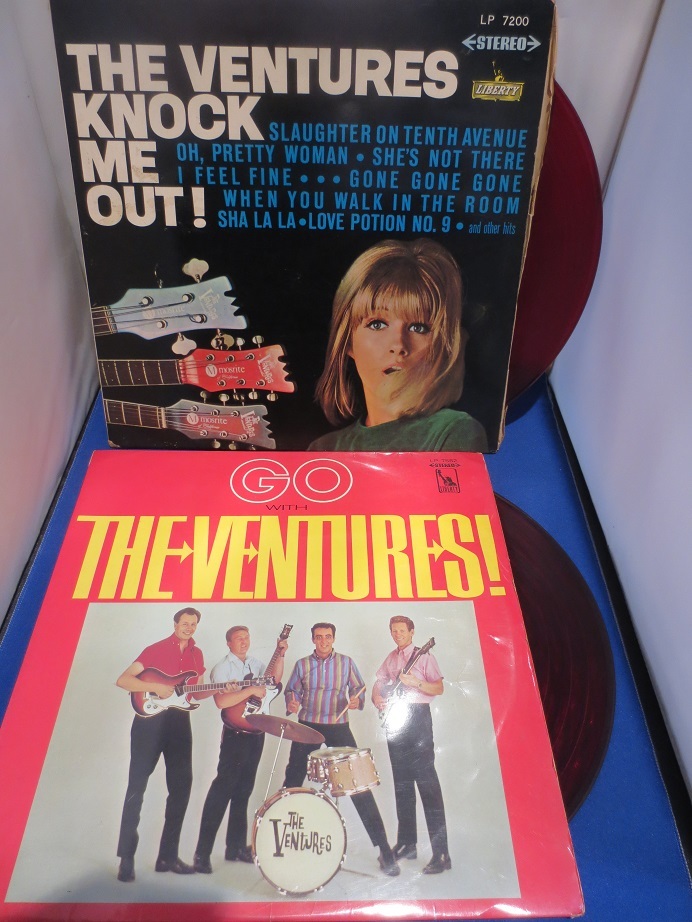 LP 7200
STEREO
LIBERTY
THE VENTURES
KNOCK
ME
OUT!
SLAUGHTER ON TENTH AVENUE
OH, PRETTY WOMAN • SHE'S NOT THERE
I FEEL FINE • • • GONE GONE GONE
WHEN YOU WALK IN THE ROOM
SHA LA LA • LOVE POTION NO. 9 • and other hits
mosrite
mosrite
STEREO
LIBERTY
GO
WITH
THE VENTURES!
THE
VENTURES